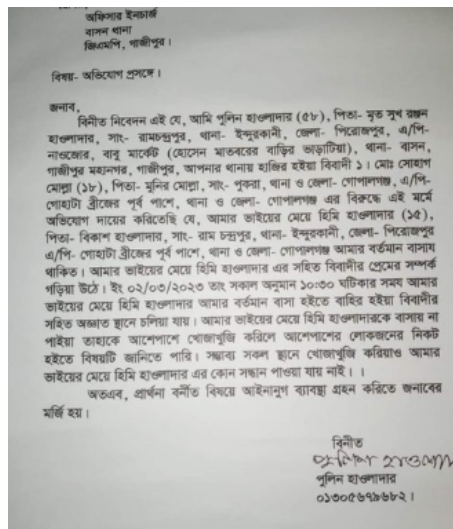 অফিসার ইনচার্জ
বাসন থানা
জিএমপি, গাজীপুর।
বিষয়- অভিযোগ প্রসঙ্গে।
জনাব,
বিনীত নিবেদন এই যে, আমি পুলিন হাওলাদার (৫৮), পিতা- মৃত সুখ রঞ্জন
হাওলাদার, সাং- রামচন্দ্রপুর, থানা- ইন্দুরকানী, জেলা- পিরোজপুর, এ/পি-
নাওজোর, বাবু মার্কেট (হোসেন মাতবরের বাড়ির ভাড়াটিয়া), থানা- বাসন,
গাজীপুর মহানগর, গাজীপুর, আপনার থানায় হাজির হইয়া বিবাদী ১। মোঃ সোহাগ
মোল্লা (১৮), পিতা- মুনির মোল্লা, সাং- পুকরা, থানা ও জেলা- গোপালগঞ্জ, এ/পি-
গোহাটা ব্রীজের পূর্ব পাশে, থানা ও জেলা- গোপালগঞ্জ এর বিরুদ্ধে এই মর্মে
অভিযোগ দায়ের করিতেছি যে, আমার ভাইয়ের মেয়ে হিমি হাওলাদার (১৫),
পিতা- বিকাশ হাওলাদার, সাং- রাম চন্দ্রপুর, থানা- ইন্দুরকানী, জেলা- পিরোজপুর
এ/পি- গোহাটা ব্রীজের পূর্ব পাশে, থানা ও জেলা- গোপালগঞ্জ আমার বর্তমান বাসায়
থাকিত। আমার ভাইয়ের মেয়ে হিমি হাওলাদার এর সহিত বিবাদীর প্রেমের সম্পর্ক
গড়িয়া উঠে। ইং ০২/০৩/২০২৩ তাং সকাল অনুমান ১০:৩০ ঘটিকার সময় আমার
ভাইয়ের মেয়ে হিমি হাওলাদার আমার বর্তমান বাসা হইতে বাহির হইয়া বিবাদীর
সহিত অজ্ঞাত স্থানে চলিয়া যায়। আমার ভাইয়ের মেয়ে হিমি হাওলাদারকে বাসায় না
পাইয়া তাহাকে আশেপাশে খোজাখুজি করিলে আশেপাশের লোকজনের নিকট
হইতে বিষয়টি জানিতে পারি। সম্ভাব্য সকল স্থানে খোজাখুজি করিয়াও আমার
ভাইয়ের মেয়ে হিমি হাওলাদার এর কোন সন্ধান পাওয়া যায় নাই। ।
অতএব, প্রার্থনা বর্নীত বিষয়ে আইনানুগ ব্যাবস্থা গ্রহন করিতে জনাবের
মর্জি হয়।
বিনীত
পুলিন হাওলাদার
পুলিন হাওলাদার
০১৩০৫৬৭৯৬৮২।